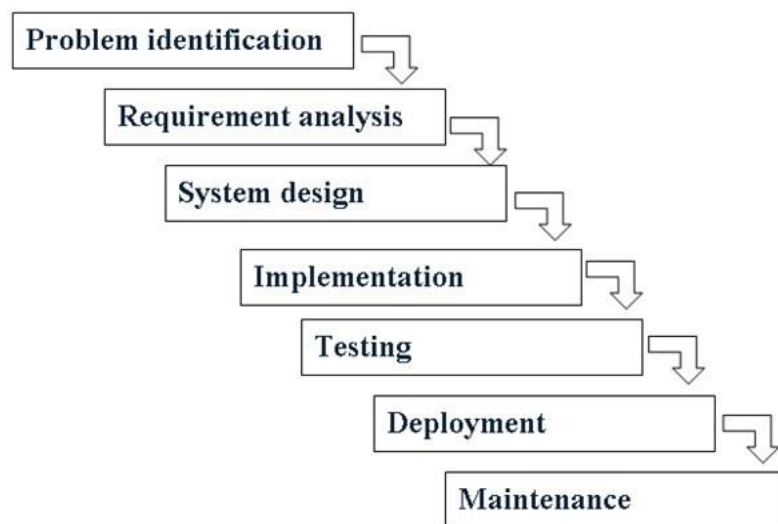 Problem identification
Requirement analysis
System design
Implementation
Testing
Deployment
Maintenance